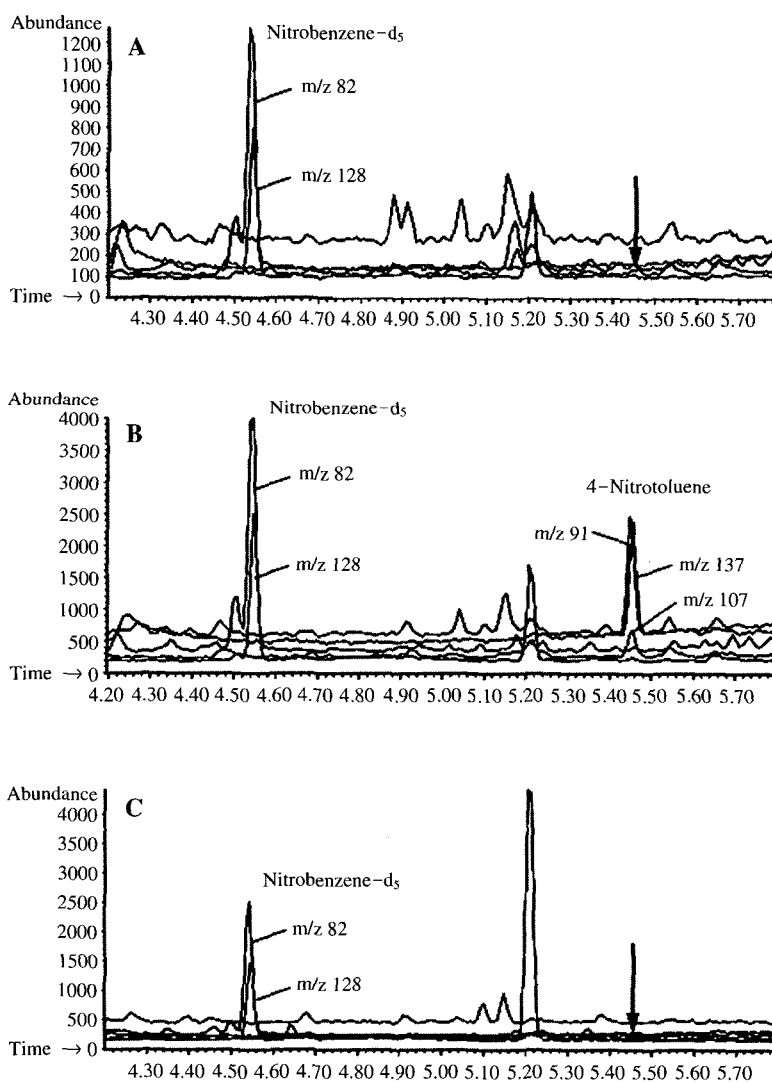 Abundance
A
Nitrobenzene-d5
1200
1100
1000
900
800
700
600
500
400
300
200
100
0
m/z 82
m/z 128
Time → 0
4.30 4.40 4.50 4.60 4.70 4.80 4.90 5.00 5.10 5.20 5.30 5.40 5.50 5.60 5.70
Abundance
B
Nitrobenzene-d5
4000
3500
3000
2500
2000
1500
1000
500
m/z 82
m/z 128
4-Nitrotoluene
m/z 91
m/z 137
m/z 107
Time → 0
4.20 4.30 4.40 4.50 4.60 4.70 4.80 4.90 5.00 5.10 5.20 5.30 5.40 5.50 5.60 5.70
Abundance
C
4000
3500
3000
2500
2000
1500
1000
500
Nitrobenzene-d5
m/z 82
m/z 128
Time → 0
4.30 4.40 4.50 4.60 4.70 4.80 4.90 5.00 5.10 5.20 5.30 5.40 5.50 5.60 5.70